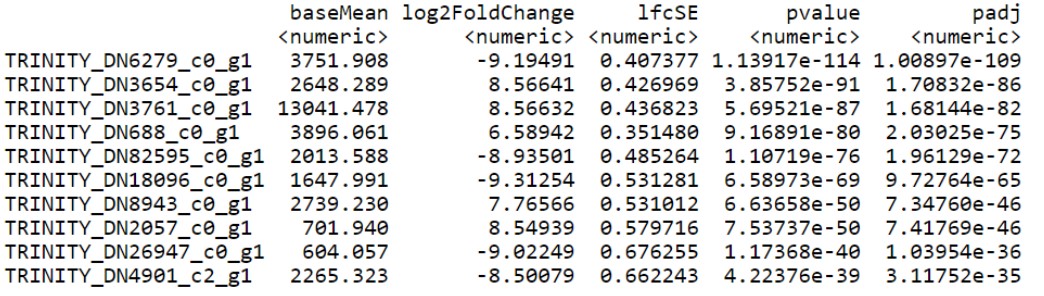 baseMean log2FoldChange lfcSE pvalue padj
<numeric> <numeric> <numeric> <numeric> <numeric>
TRINITY_DN6279_c0_g1 3751.908 -9.19491 0.407377 1.13917e-114 1.00897e-109
TRINITY_DN3654_c0_g1 2648.289 8.56641 0.426969 3.85752e-91 1.70832e-86
TRINITY_DN3761_c0_g1 13041.478 8.56632 0.436823 5.69521e-87 1.68144e-82
TRINITY_DN688_c0_g1 3896.061 6.58942 0.351480 9.16891e-80 2.03025e-75
TRINITY_DN82595_c0_g1 2013.588 -8.93501 0.485264 1.10719e-76 1.96129e-72
TRINITY_DN18096_c0_g1 1647.991 -9.31254 0.531281 6.58973e-69 9.72764e-65
TRINITY_DN8943_c0_g1 2739.230 7.76566 0.531012 6.63658e-50 7.34760e-46
TRINITY_DN2057_c0_g1 701.940 8.54939 0.579716 7.53737e-50 7.41769e-46
TRINITY_DN26947_c0_g1 604.057 -9.02249 0.676255 1.17368e-40 1.03954e-36
TRINITY_DN4901_c2_g1 2265.323 -8.50079 0.662243 4.22376e-39 3.11752e-35